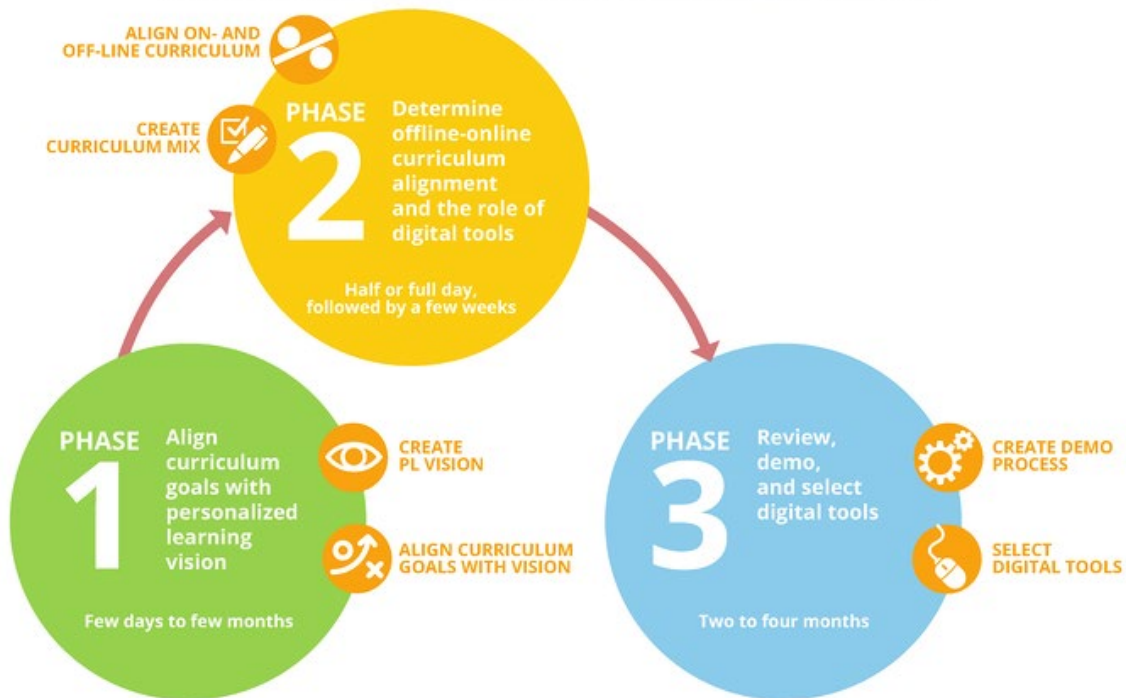 ALIGN ON- AND
OFF-LINE CURRICULUM
CREATE
CURRICULUM MIX
PHASE
2
Determine
offline-online
curriculum
alignment
and the role of
digital tools
Half or full day,
followed by a few weeks
PHASE
1
Align
curriculum
goals with
personalized
learning
vision
Few days to few months
CREATE
PL VISION
ALIGN CURRICULUM
GOALS WITH VISION
PHASE
3
Review,
demo,
and select
digital tools
Two to four months
CREATE DEMO
PROCESS
SELECT
DIGITAL TOOLS